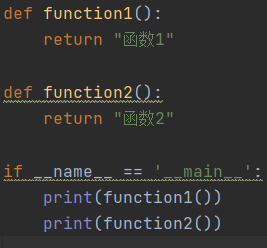 def function1():
    return "函数1"

def function2():
    return "函数2"

if __name__ == '__main__':
    print(function1())
    print(function2())